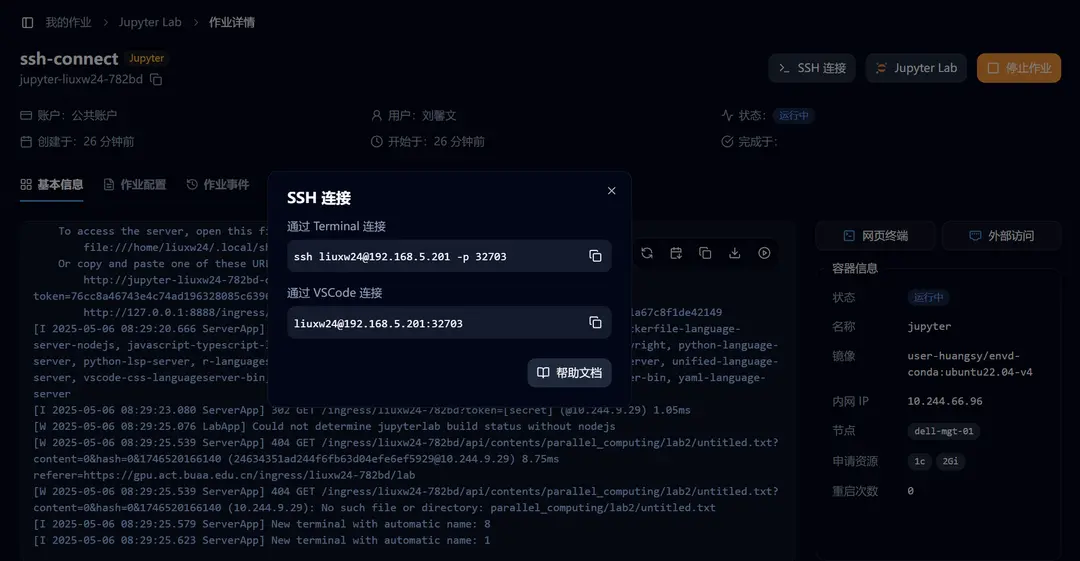 我的作业 > Jupyter Lab > 作业详情
ssh-connect Jupyter
jupyter-liuxw24-782bd
SSH 连接
Jupyter Lab
停止作业
账户：公共账户
用户：刘馨文
状态：运行中
创建于：26 分钟前
开始于：26 分钟前
完成于：
基本信息 作业配置 作业事件
SSH 连接
通过 Terminal 连接
ssh liuxw24@192.168.5.201 -p 32703
通过 VSCode 连接
liuxw24@192.168.5.201:32703
帮助文档
To access the server, open this fi
file:///home/liuxw24/.local/sh
Or copy and paste one of these URL
http://jupyter-liuxw24-782bd-
token=76cc8a46743e4c74ad196328085c639
http://127.0.0.1:8888/ingress/
1a67c8f1de42149
[I 2025-05-06 08:29:20.666 ServerApp]
ckerfile-language-
server-nodejs, javascript-typescript-
yright, python-language-
server, python-lsp-server, r-languages
erver, unified-language-
server, vscode-css-languageserver-bin,
er-bin, yaml-language-
server
[I 2025-05-06 08:29:23.080 ServerApp] 302 GET /ingress/liuxw24-782bd?token=[secret] (@10.244.9.29) 1.05ms
[W 2025-05-06 08:29:25.076 LabApp] Could not determine jupyterlab build status without nodejs
[W 2025-05-06 08:29:25.539 ServerApp] 404 GET /ingress/liuxw24-782bd/api/contents/parallel_computing/lab2/untitled.txt?
content=0&hash=0&1746520166140 (24634351ad244f6fb63d04efe6ef5929@10.244.9.29) 8.75ms
referer=https://gpu.act.buaa.edu.cn/ingress/liuxw24-782bd/lab
[W 2025-05-06 08:29:25.539 ServerApp] 404 GET /ingress/liuxw24-782bd/api/contents/parallel_computing/lab2/untitled.txt?
content=0&hash=0&1746520166140 (10.244.9.29): No such file or directory: parallel_computing/lab2/untitled.txt
[I 2025-05-06 08:29:25.579 ServerApp] New terminal with automatic name: 8
[I 2025-05-06 08:29:25.623 ServerApp] New terminal with automatic name: 1
网页终端
外部访问
容器信息
状态 运行中
名称 jupyter
镜像 user-huangsy/envd-
conda:ubuntu22.04-v4
内网 IP 10.244.66.96
节点 dell-mgt-01
申请资源 1c 2Gi
重启次数 0